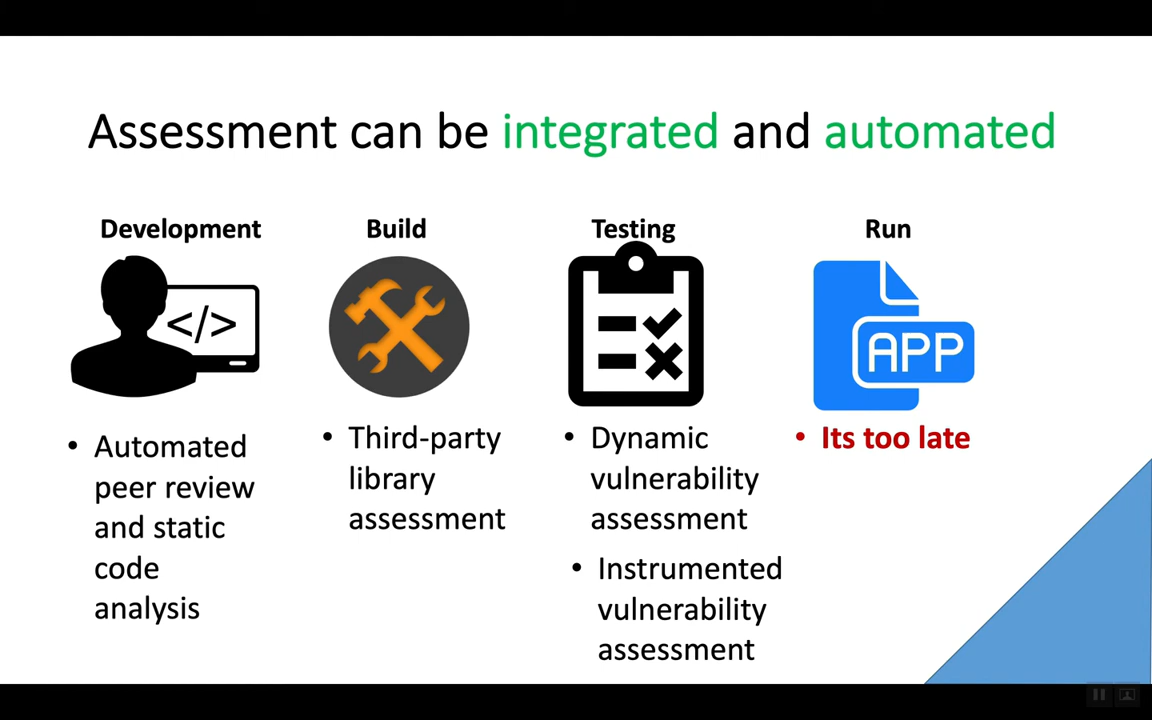 Assessment can be integrated and automated
Development
Build
Testing
Run
</>
APP
• Automated
peer review
and static
code
analysis
• Third-party
library
assessment
• Dynamic
vulnerability
assessment
• Instrumented
vulnerability
assessment
• Its too late